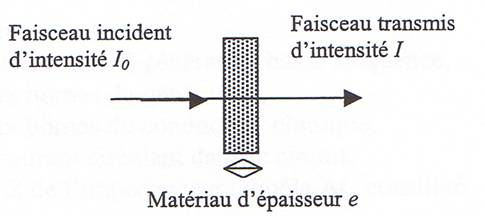 Faisceau incident
d'intensité I₀
Faisceau transmis
d'intensité I
Matériau d'épaisseur e